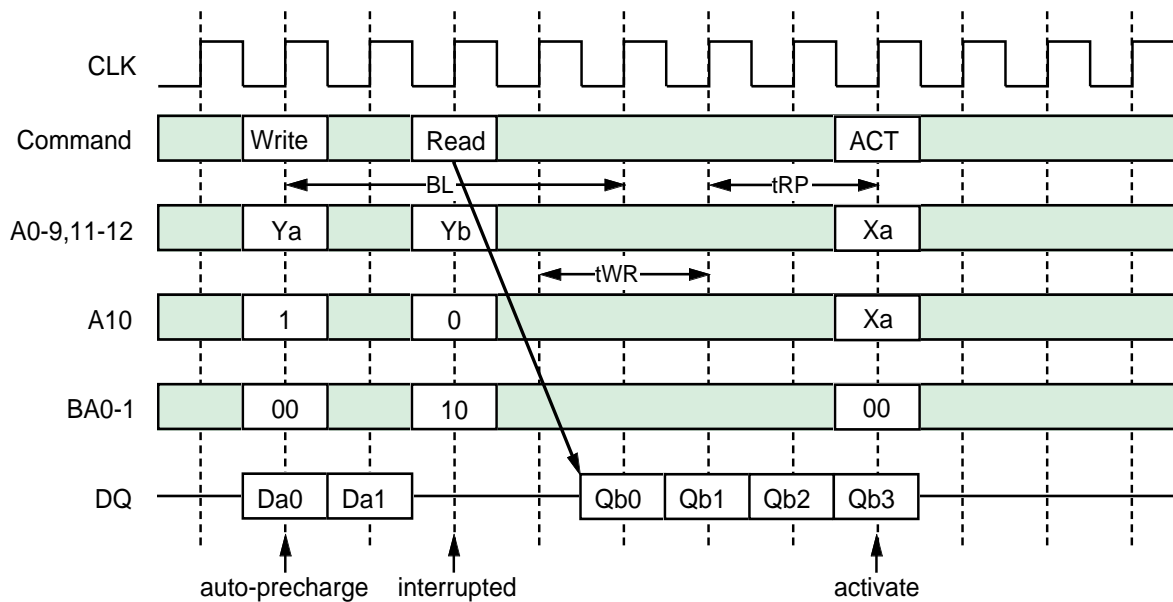 CLK
Command Write Read ACT
BL tRP
A0-9,11-12 Ya Yb Xa
tWR
A10 1 0 Xa
BA0-1 00 10 00
DQ Da0 Da1 Qb0 Qb1 Qb2 Qb3
auto-precharge interrupted activate